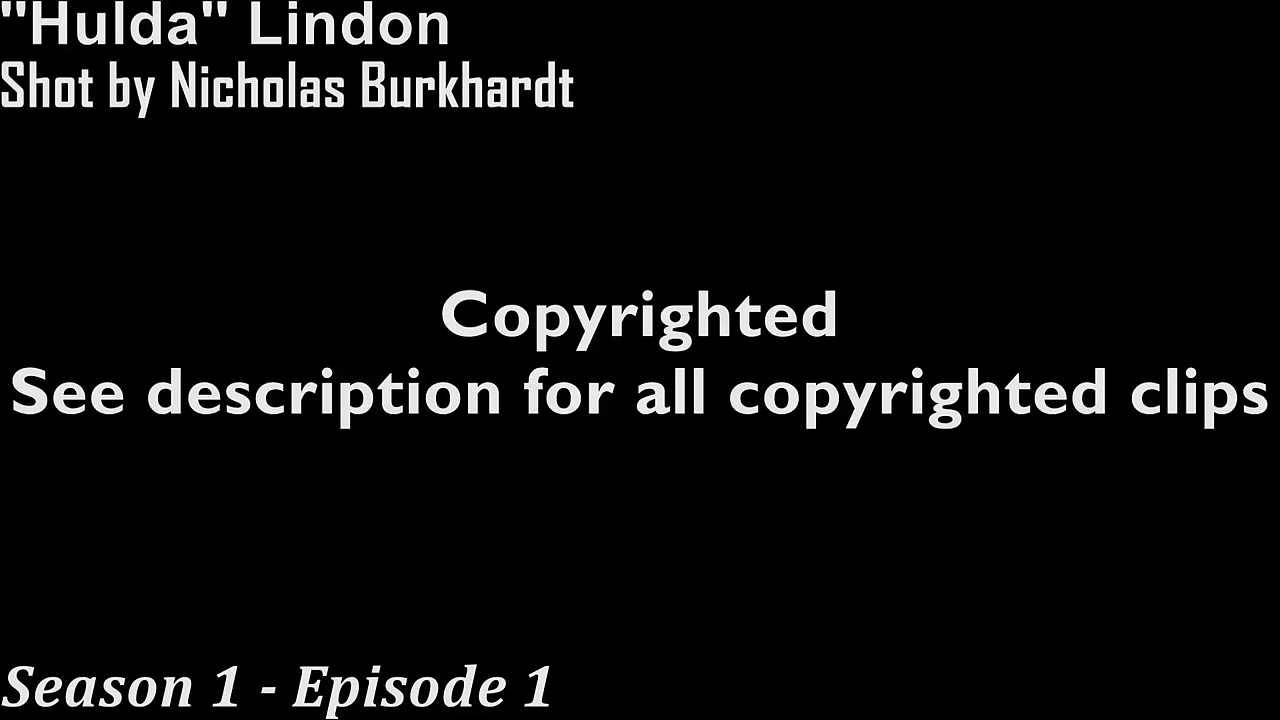 "Hulda" Lindon
Shot by Nicholas Burkhardt
Copyrighted
See description for all copyrighted clips
Season 1 - Episode 1